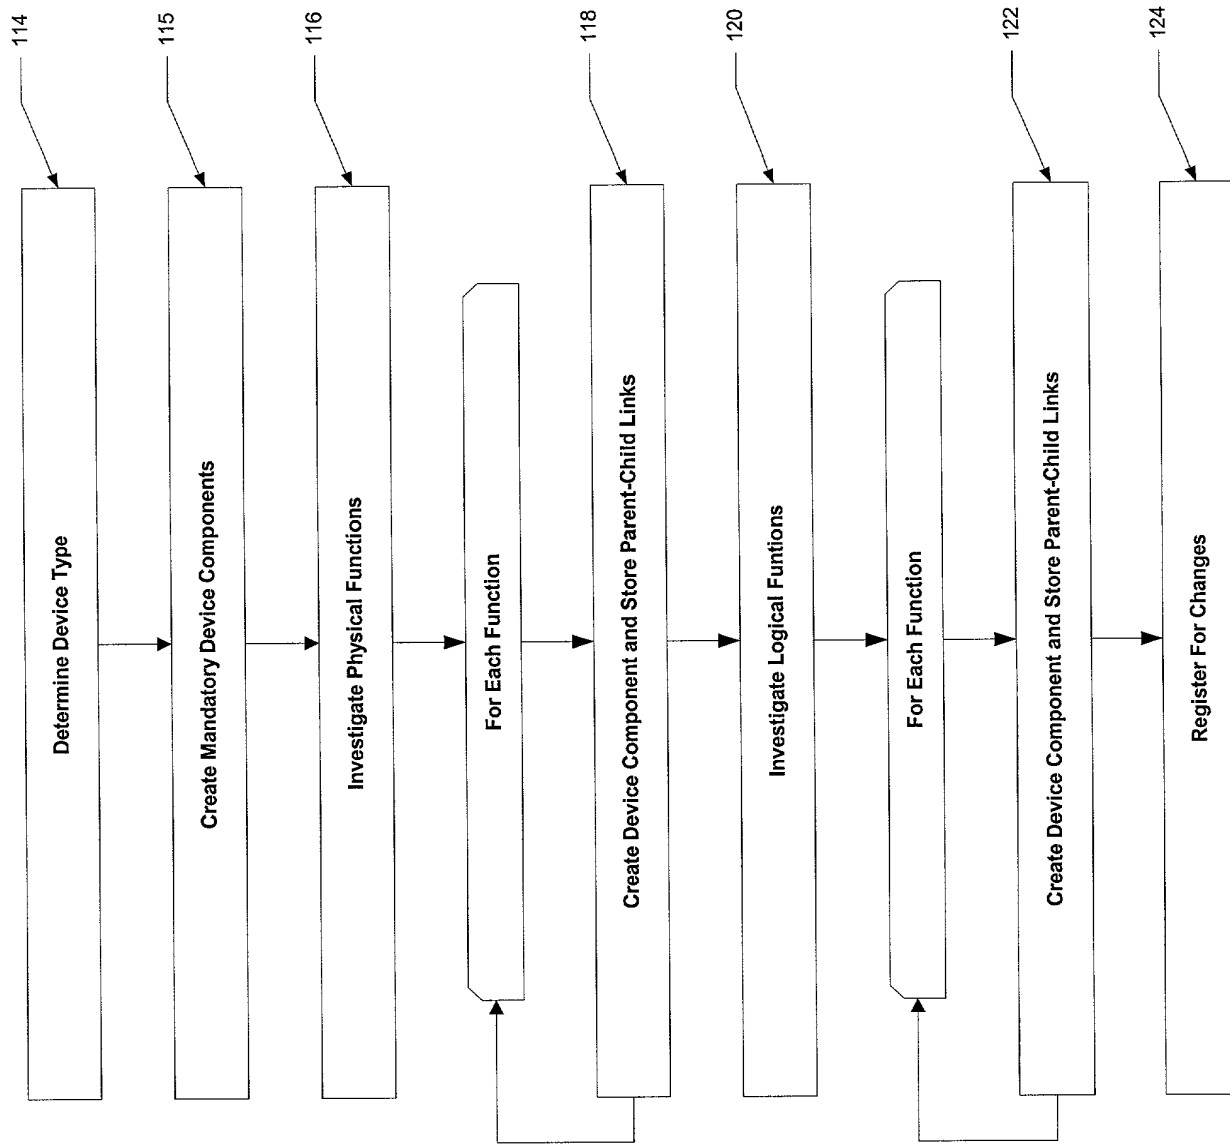 114
Determine Device Type
115
Create Mandatory Device Components
116
Investigate Physical Functions
For Each Function
118
Create Device Component and Store Parent-Child Links
120
Investigate Logical Funtions
For Each Function
122
Create Device Component and Store Parent-Child Links
124
Register For Changes